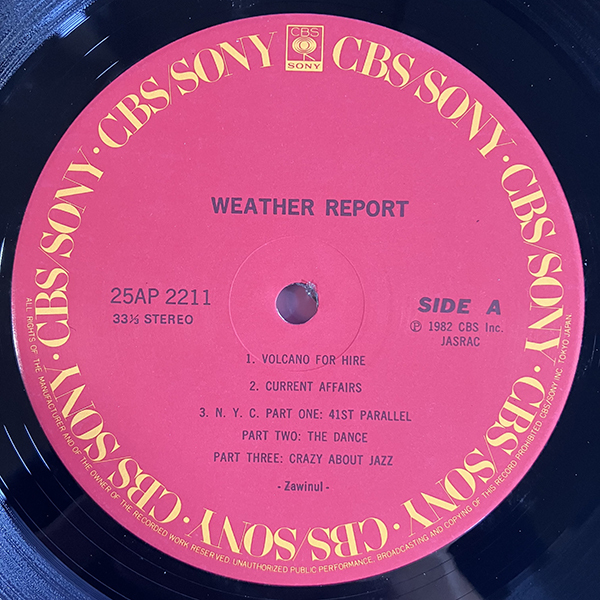 CBS/SONY · CBS/SONY · CBS/SONY · CBS/SONY · CBS/SONY · CBS/SONY · CBS/SONY · CBS/SONY
CBS
SONY
WEATHER REPORT
25AP 2211
33⅓ STEREO
SIDE A
Ⓟ 1982 CBS Inc.
JASRAC
1. VOLCANO FOR HIRE
2. CURRENT AFFAIRS
3. N. Y. C. PART ONE: 41ST PARALLEL
PART TWO: THE DANCE
PART THREE: CRAZY ABOUT JAZZ
- Zawinul -
ALL RIGHTS OF THE MANUFACTURER AND OF THE OWNER OF THE RECORDED WORK RESERVED. UNAUTHORIZED PUBLIC PERFORMANCE, BROADCASTING AND COPYING OF THIS RECORD PROHIBITED CBS/SONY INC. TOKYO JAPAN